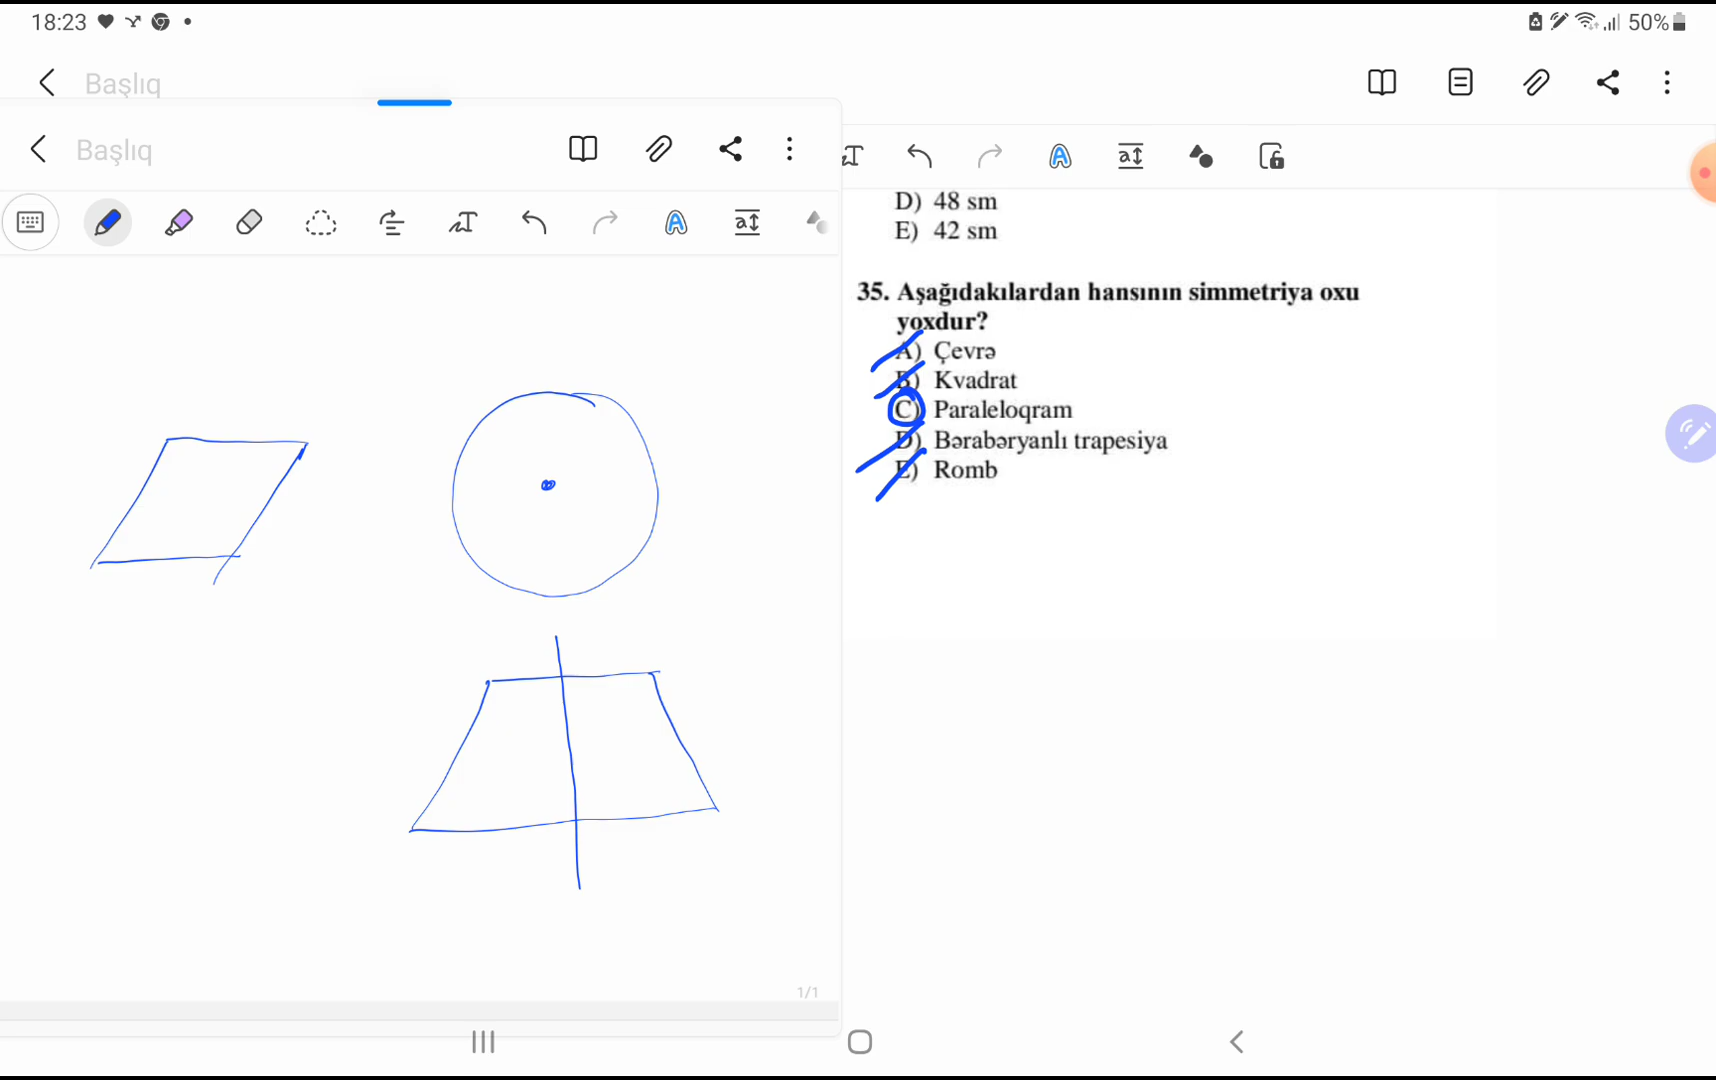 18:23
50%
Başlıq
Başlıq
D) 48 sm
E) 42 sm
35. Aşağıdakılardan hansının simmetriya oxu
yoxdur?
A) Çevrə
B) Kvadrat
C) Paraleloqram
D) Bərabəryanlı trapesiya
E) Romb
1/1